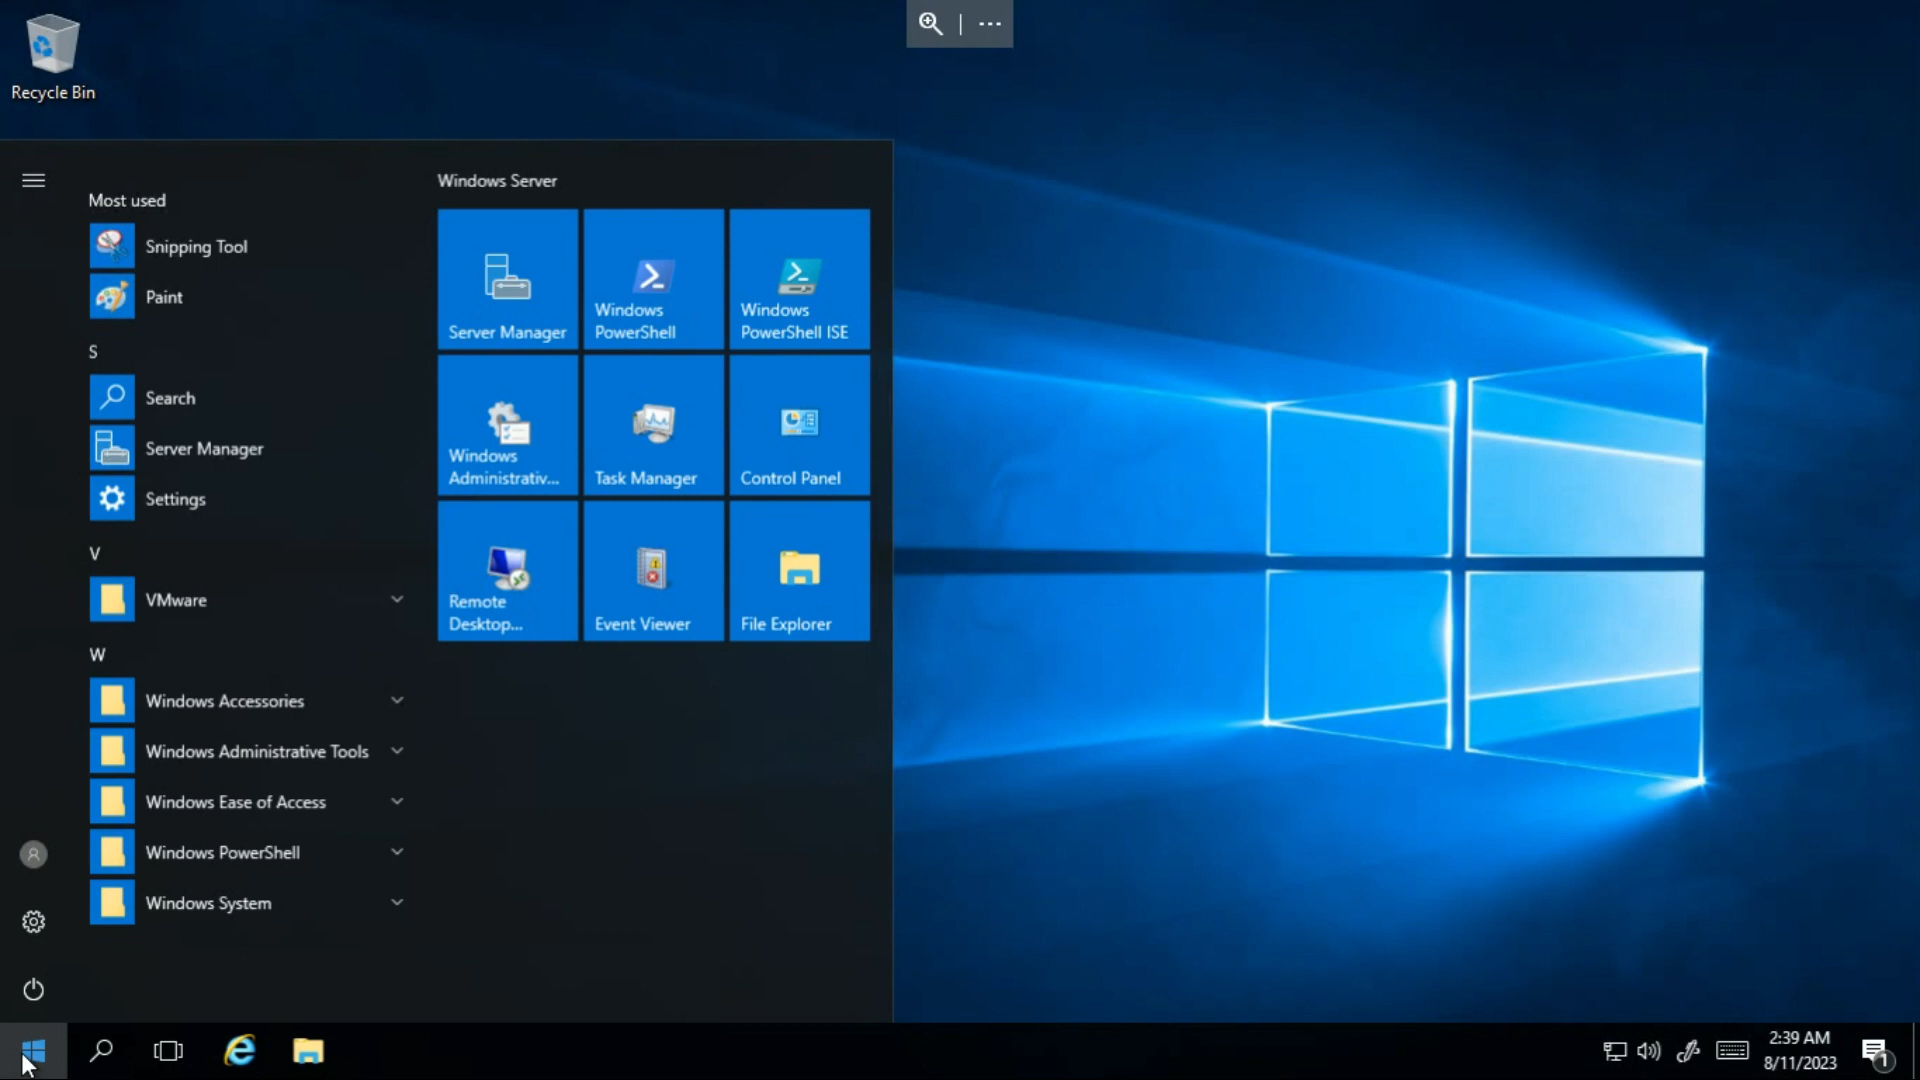 Recycle Bin
Most used
Snipping Tool
Paint
S
Search
Server Manager
Settings
V
VMware
W
Windows Accessories
Windows Administrative Tools
Windows Ease of Access
Windows PowerShell
Windows System
Windows Server
Server Manager
Windows
PowerShell
Windows
PowerShell ISE
Windows
Administrativ...
Task Manager
Control Panel
Remote
Desktop...
Event Viewer
File Explorer
2:39 AM
8/11/2023
1